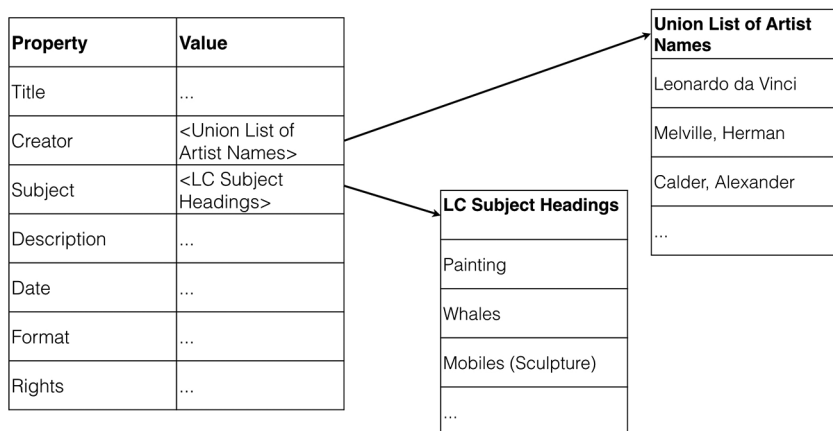 Property Value
Title ...
Creator <Union List of
Artist Names>
Subject <LC Subject
Headings>
Description ...
Date ...
Format ...
Rights ...
LC Subject Headings
Painting
Whales
Mobiles (Sculpture)
...
Union List of Artist
Names
Leonardo da Vinci
Melville, Herman
Calder, Alexander
...